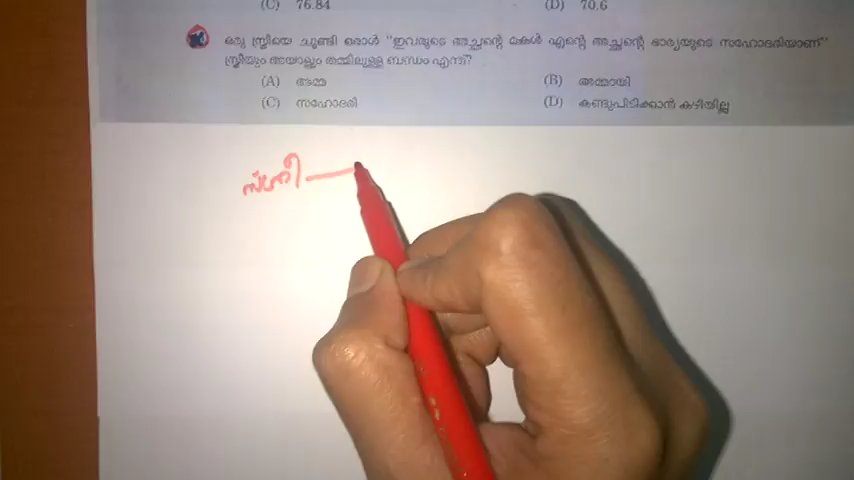 (C) 76.84 (D) 70.6
ഒരു സ്ത്രീയെ ചൂണ്ടി ഒരാൾ "ഇവരുടെ അച്ഛന്റെ മകൾ എന്റെ അച്ഛന്റെ ഭാര്യയുടെ സഹോദരിയാണ്"
സ്ത്രീയും അയാളും തമ്മിലുള്ള ബന്ധം എന്ത്?
(A) അമ്മ (B) അമ്മായി
(C) സഹോദരി (D) കണ്ടുപിടിക്കാൻ കഴിയില്ല
സ്ത്രീ —